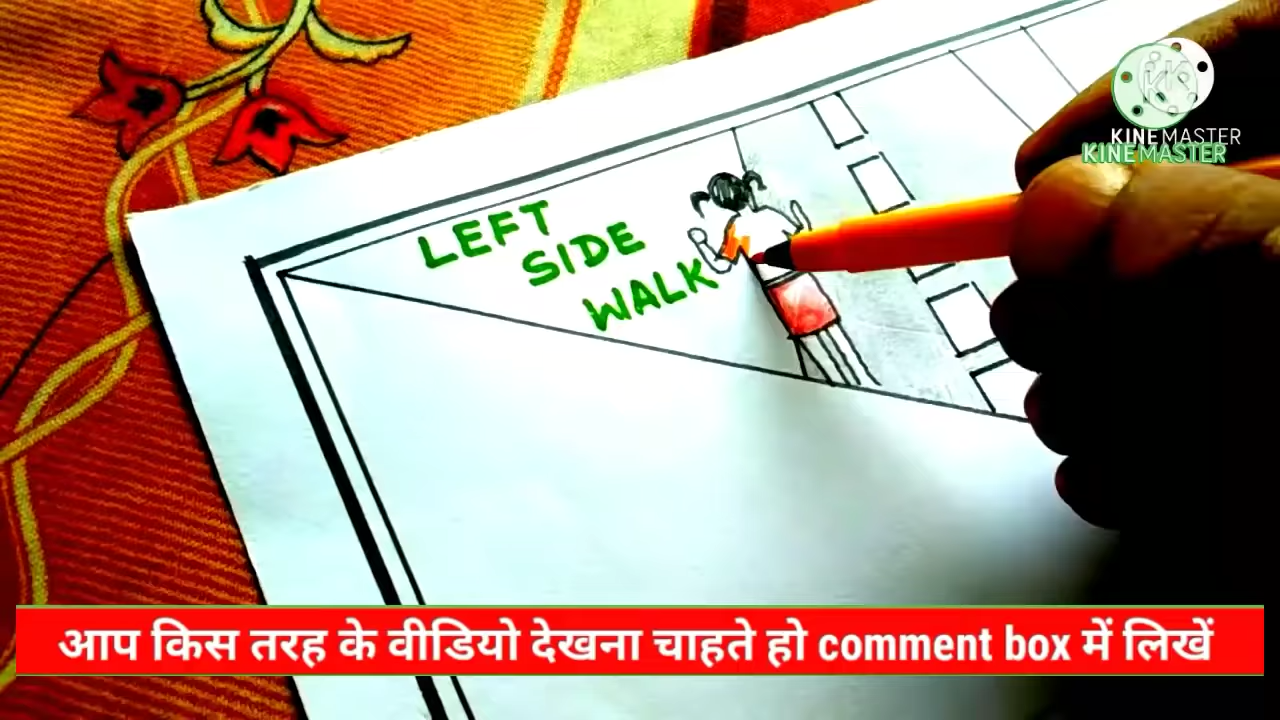 KINEMASTER
KINEMASTER
LEFT
SIDE
WALK
आप किस तरह के वीडियो देखना चाहते हो comment box में लिखें